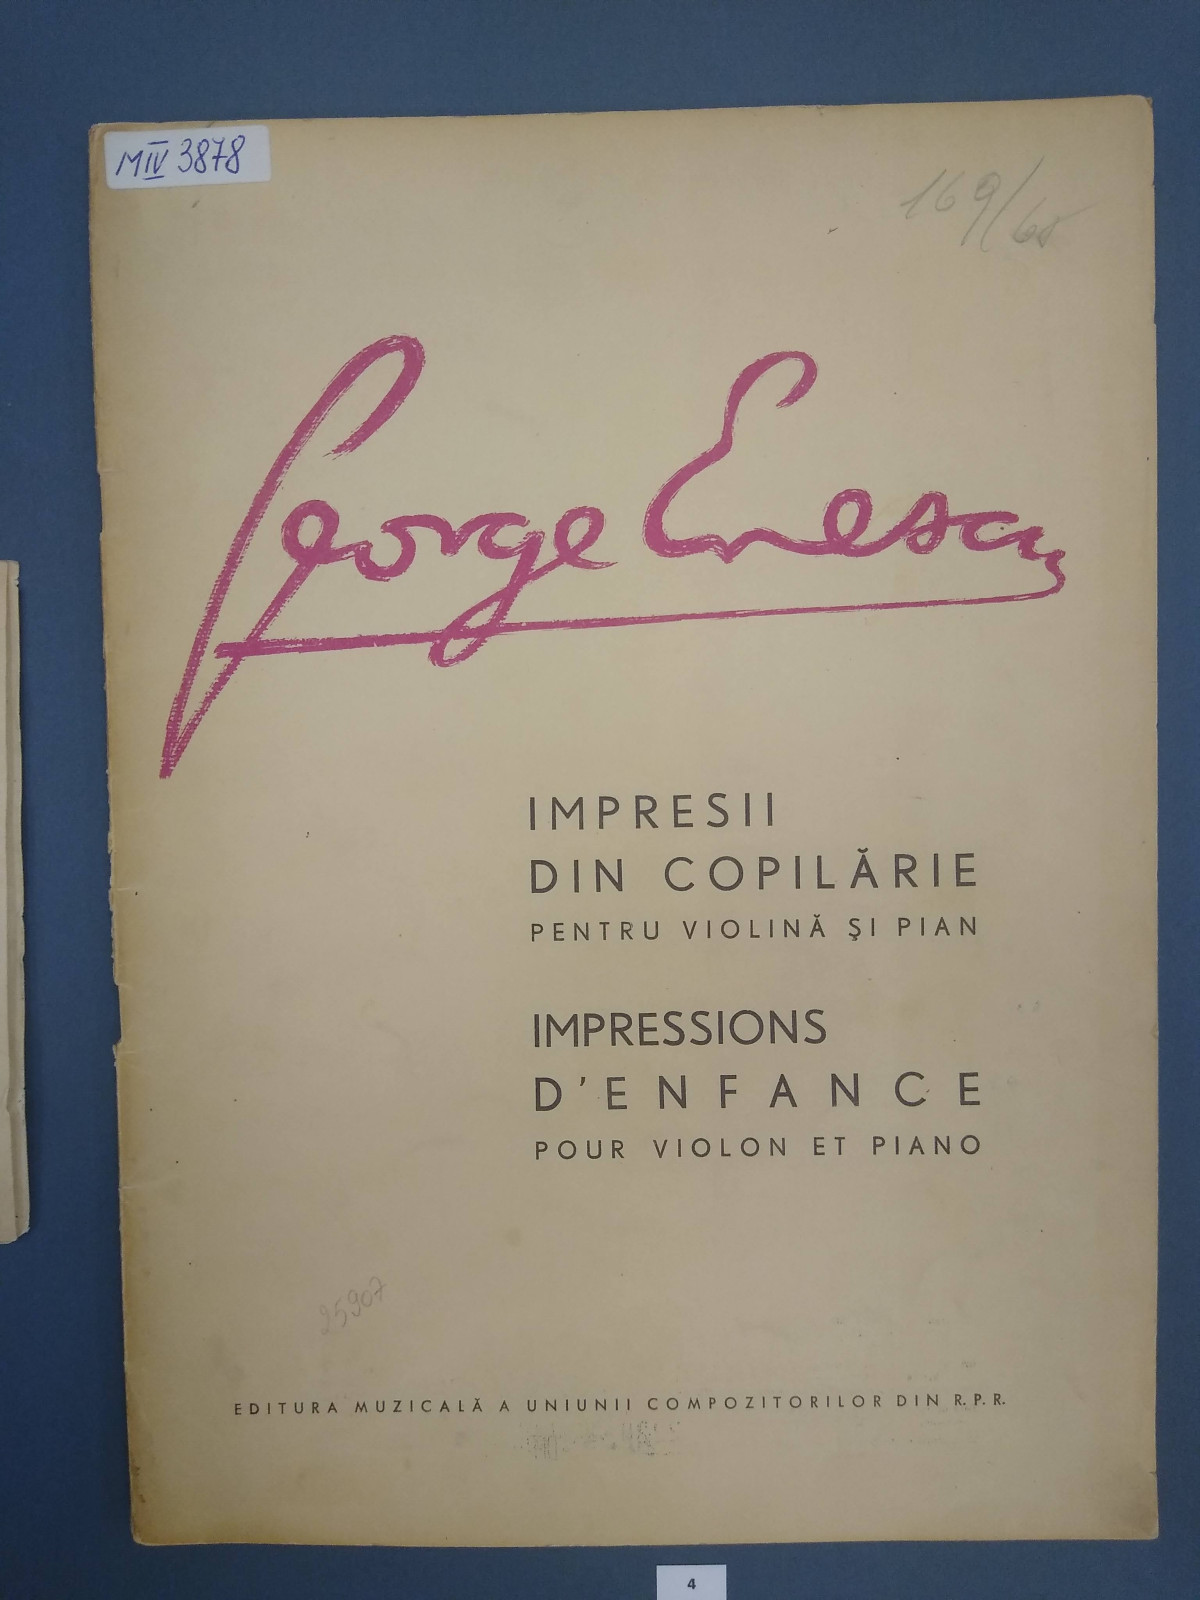 MIV 3878
169/65
George Enescu
IMPRESII
DIN COPILĂRIE
PENTRU VIOLINĂ ŞI PIAN
IMPRESSIONS
D'ENFANCE
POUR VIOLON ET PIANO
25907
EDITURA MUZICALĂ A UNIUNII COMPOZITORILOR DIN R.P.R.
4